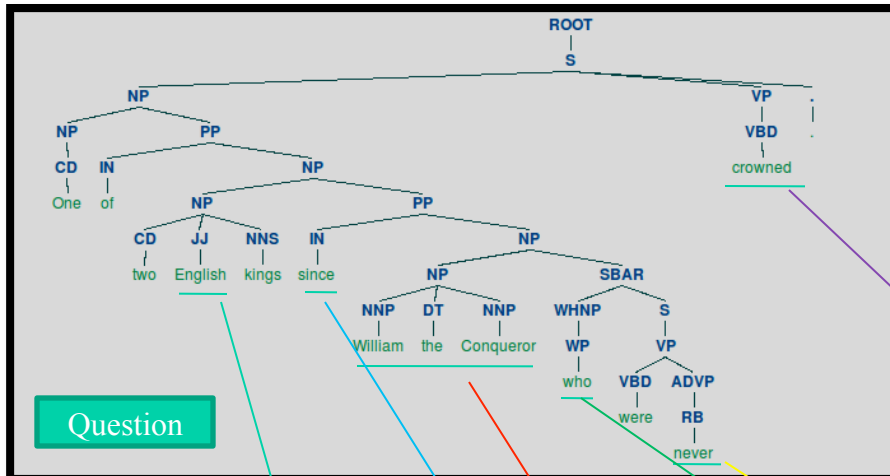 ROOT
S
NP VP .
NP PP VBD .
CD IN NP crowned
One of NP PP
CD JJ NNS IN NP
two English kings since NP SBAR
NNP DT NNP WHNP S
William the Conqueror WP VP
who VBD ADVP
were RB
never
Question